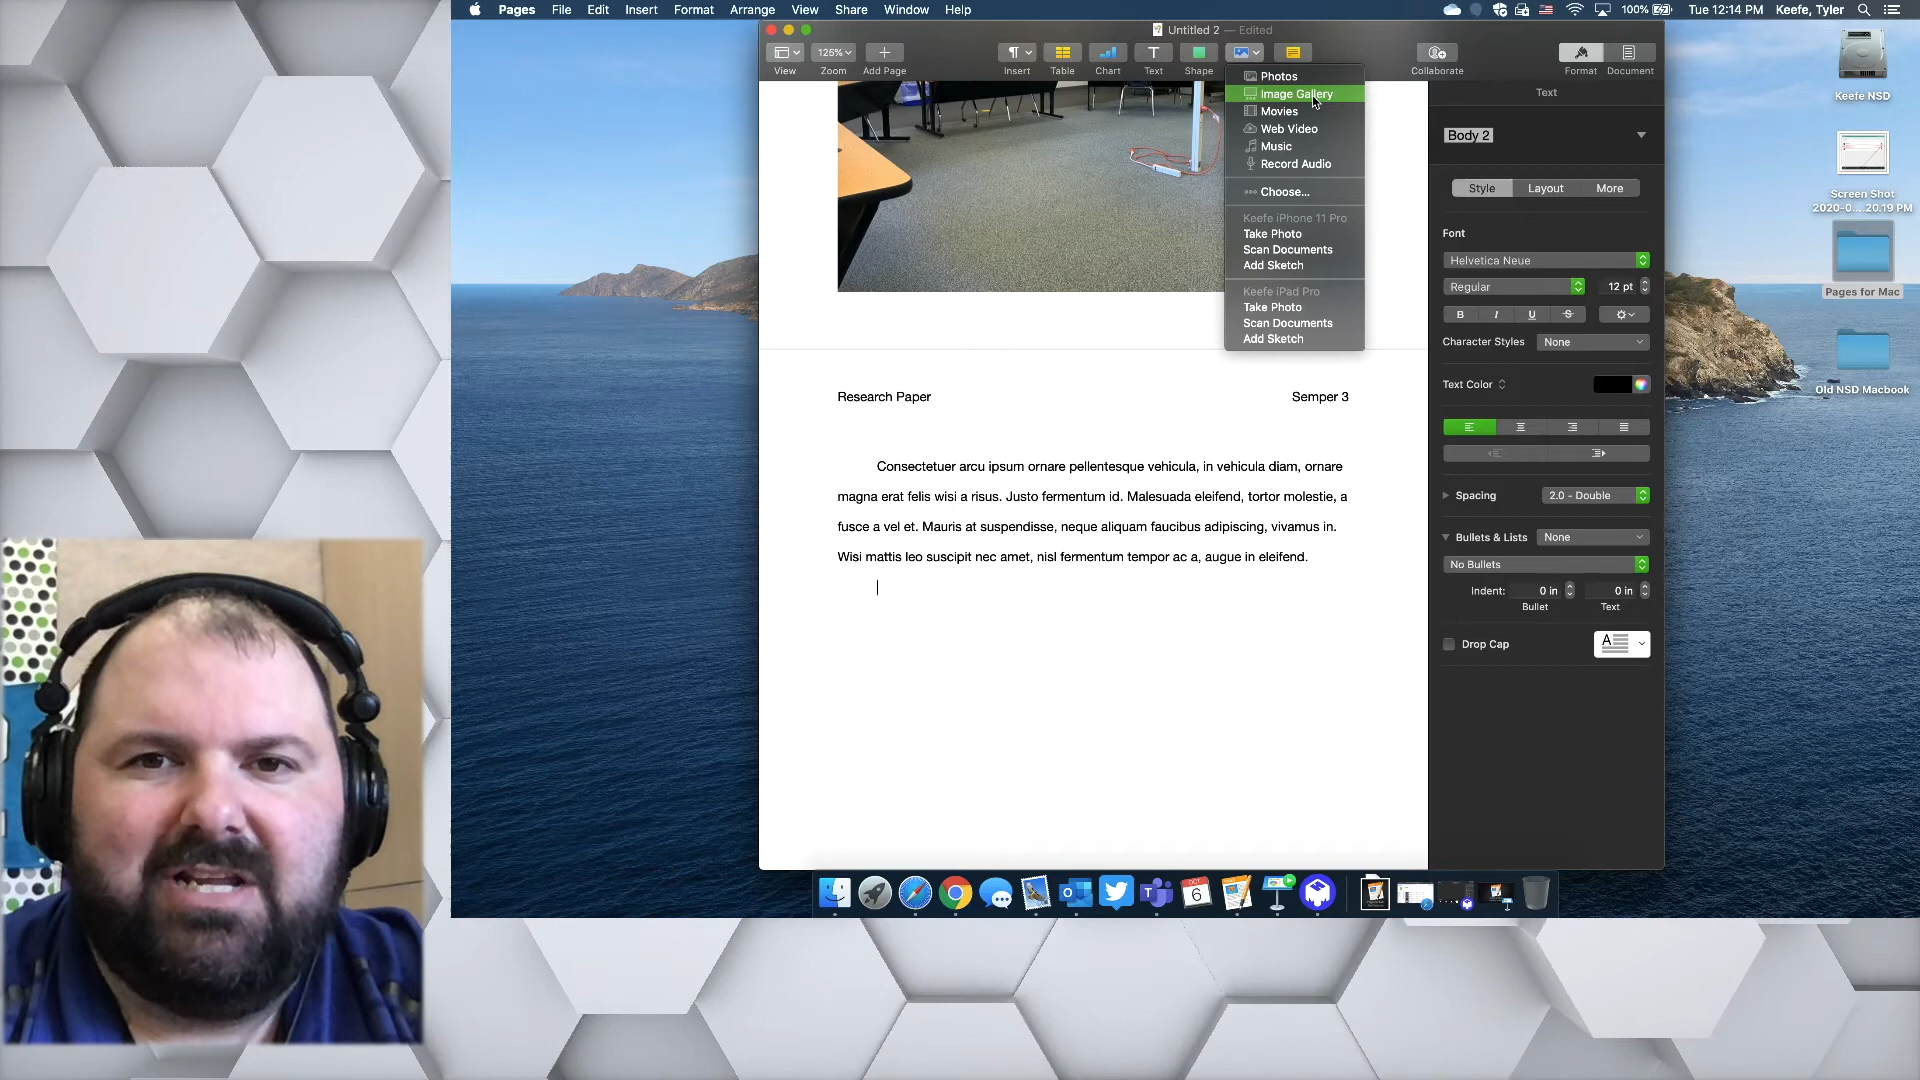 Pages File Edit Insert Format Arrange View Share Window Help
100% Tue 12:14 PM Keefe, Tyler
Untitled 2 — Edited
125%
View Zoom Add Page Insert Table Chart Text Shape Collaborate Format Document
Photos
Image Gallery
Movies
Web Video
Music
Record Audio
Choose...
Keefe iPhone 11 Pro
Take Photo
Scan Documents
Add Sketch
Keefe iPad Pro
Take Photo
Scan Documents
Add Sketch
Research Paper Semper 3
Consectetuer arcu ipsum ornare pellentesque vehicula, in vehicula diam, ornare
magna erat felis wisi a risus. Justo fermentum id. Malesuada eleifend, tortor molestie, a
fusce a vel et. Mauris at suspendisse, neque aliquam faucibus adipiscing, vivamus in.
Wisi mattis leo suscipit nec amet, nisl fermentum tempor ac a, augue in eleifend.
Text
Body 2
Style Layout More
Font
Helvetica Neue
Regular 12 pt
B I U S
Character Styles None
Text Color
Spacing 2.0 - Double
Bullets & Lists None
No Bullets
Indent: 0 in 0 in
Bullet Text
Drop Cap A
Keefe NSD
Screen Shot
2020-0....20.19 PM
Pages for Mac
Old NSD Macbook
OCT
6